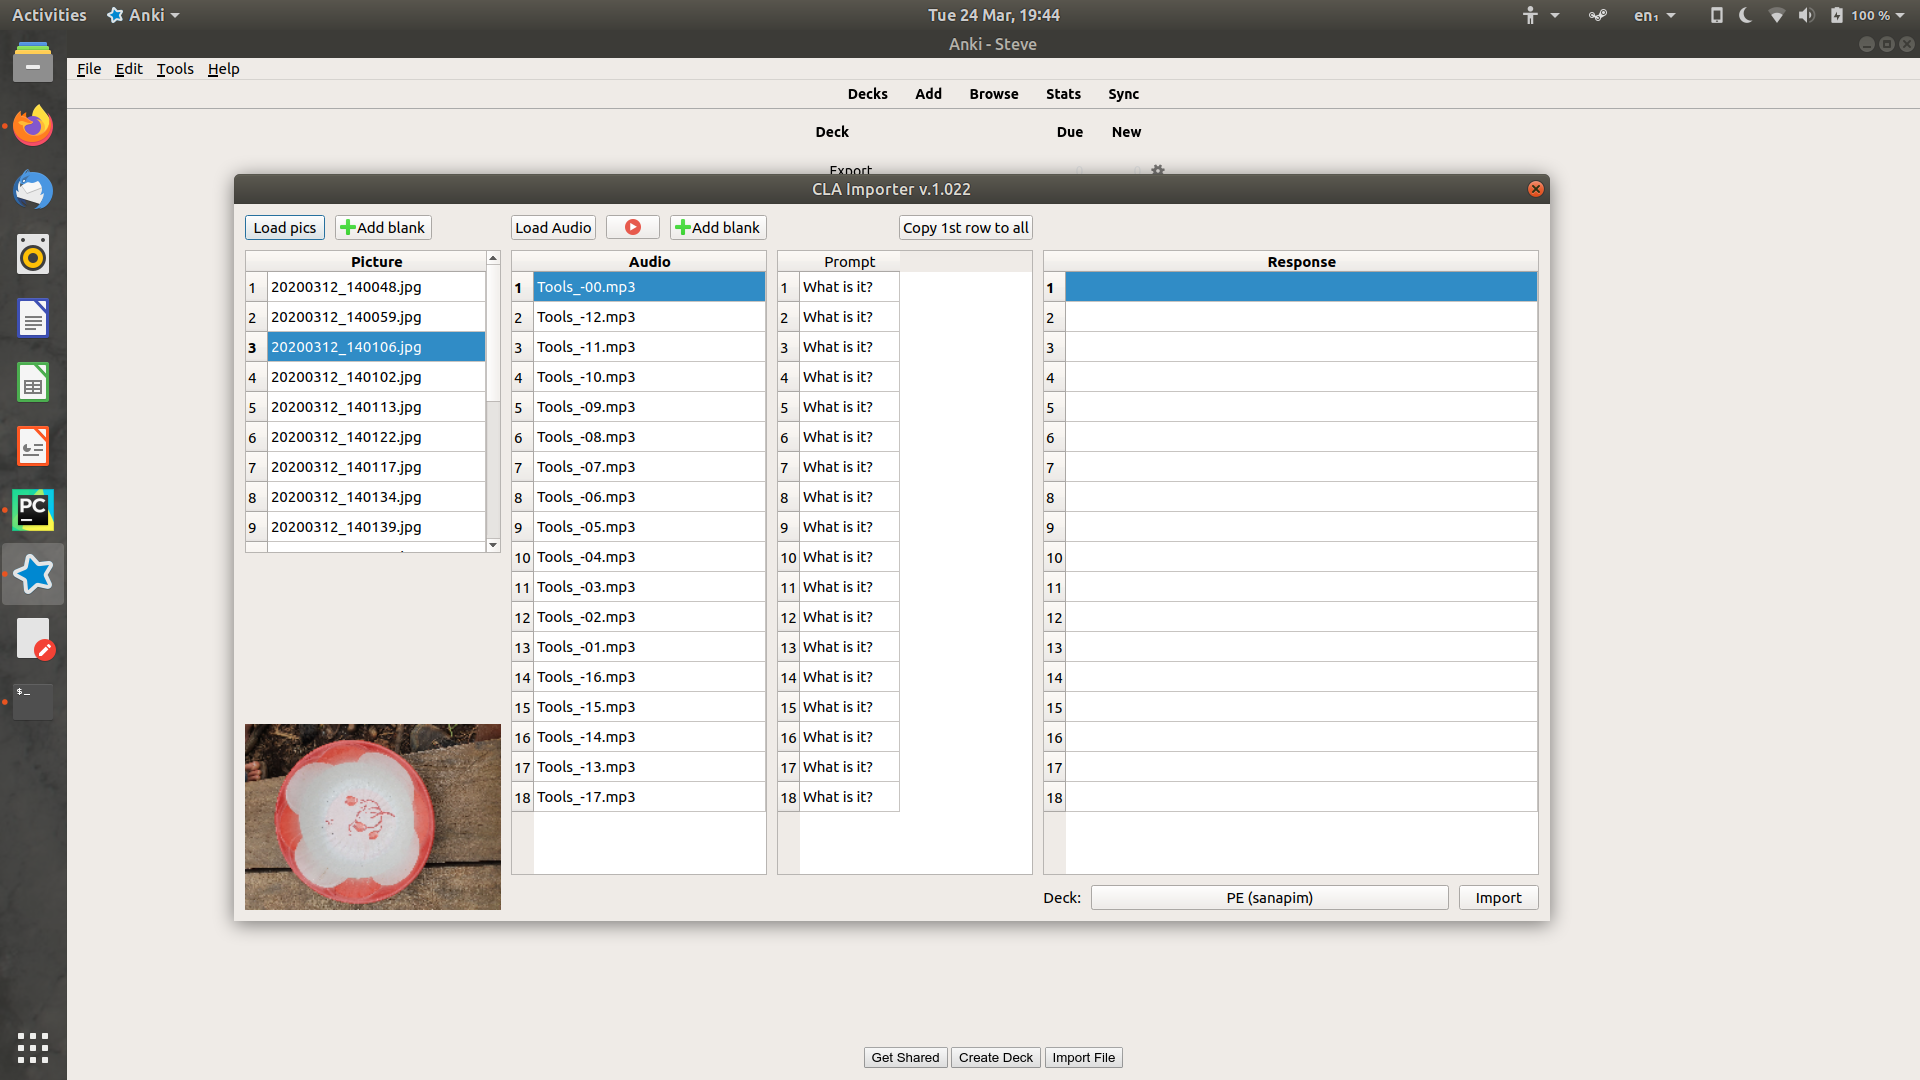 Activities Anki Tue 24 Mar, 19:44 en₁ 100 %
Anki - Steve
File Edit Tools Help
Decks Add Browse Stats Sync
Deck Due New
Export
CLA Importer v.1.022
Load pics Add blank Load Audio Add blank Copy 1st row to all
Picture Audio Prompt Response
1 20200312_140048.jpg 1 Tools_-00.mp3 1 What is it? 1
2 20200312_140059.jpg 2 Tools_-12.mp3 2 What is it? 2
3 20200312_140106.jpg 3 Tools_-11.mp3 3 What is it? 3
4 20200312_140102.jpg 4 Tools_-10.mp3 4 What is it? 4
5 20200312_140113.jpg 5 Tools_-09.mp3 5 What is it? 5
6 20200312_140122.jpg 6 Tools_-08.mp3 6 What is it? 6
7 20200312_140117.jpg 7 Tools_-07.mp3 7 What is it? 7
8 20200312_140134.jpg 8 Tools_-06.mp3 8 What is it? 8
9 20200312_140139.jpg 9 Tools_-05.mp3 9 What is it? 9
10 Tools_-04.mp3 10 What is it? 10
11 Tools_-03.mp3 11 What is it? 11
12 Tools_-02.mp3 12 What is it? 12
13 Tools_-01.mp3 13 What is it? 13
14 Tools_-16.mp3 14 What is it? 14
15 Tools_-15.mp3 15 What is it? 15
16 Tools_-14.mp3 16 What is it? 16
17 Tools_-13.mp3 17 What is it? 17
18 Tools_-17.mp3 18 What is it? 18
Deck: PE (sanapim) Import
Get Shared Create Deck Import File
PC
$_